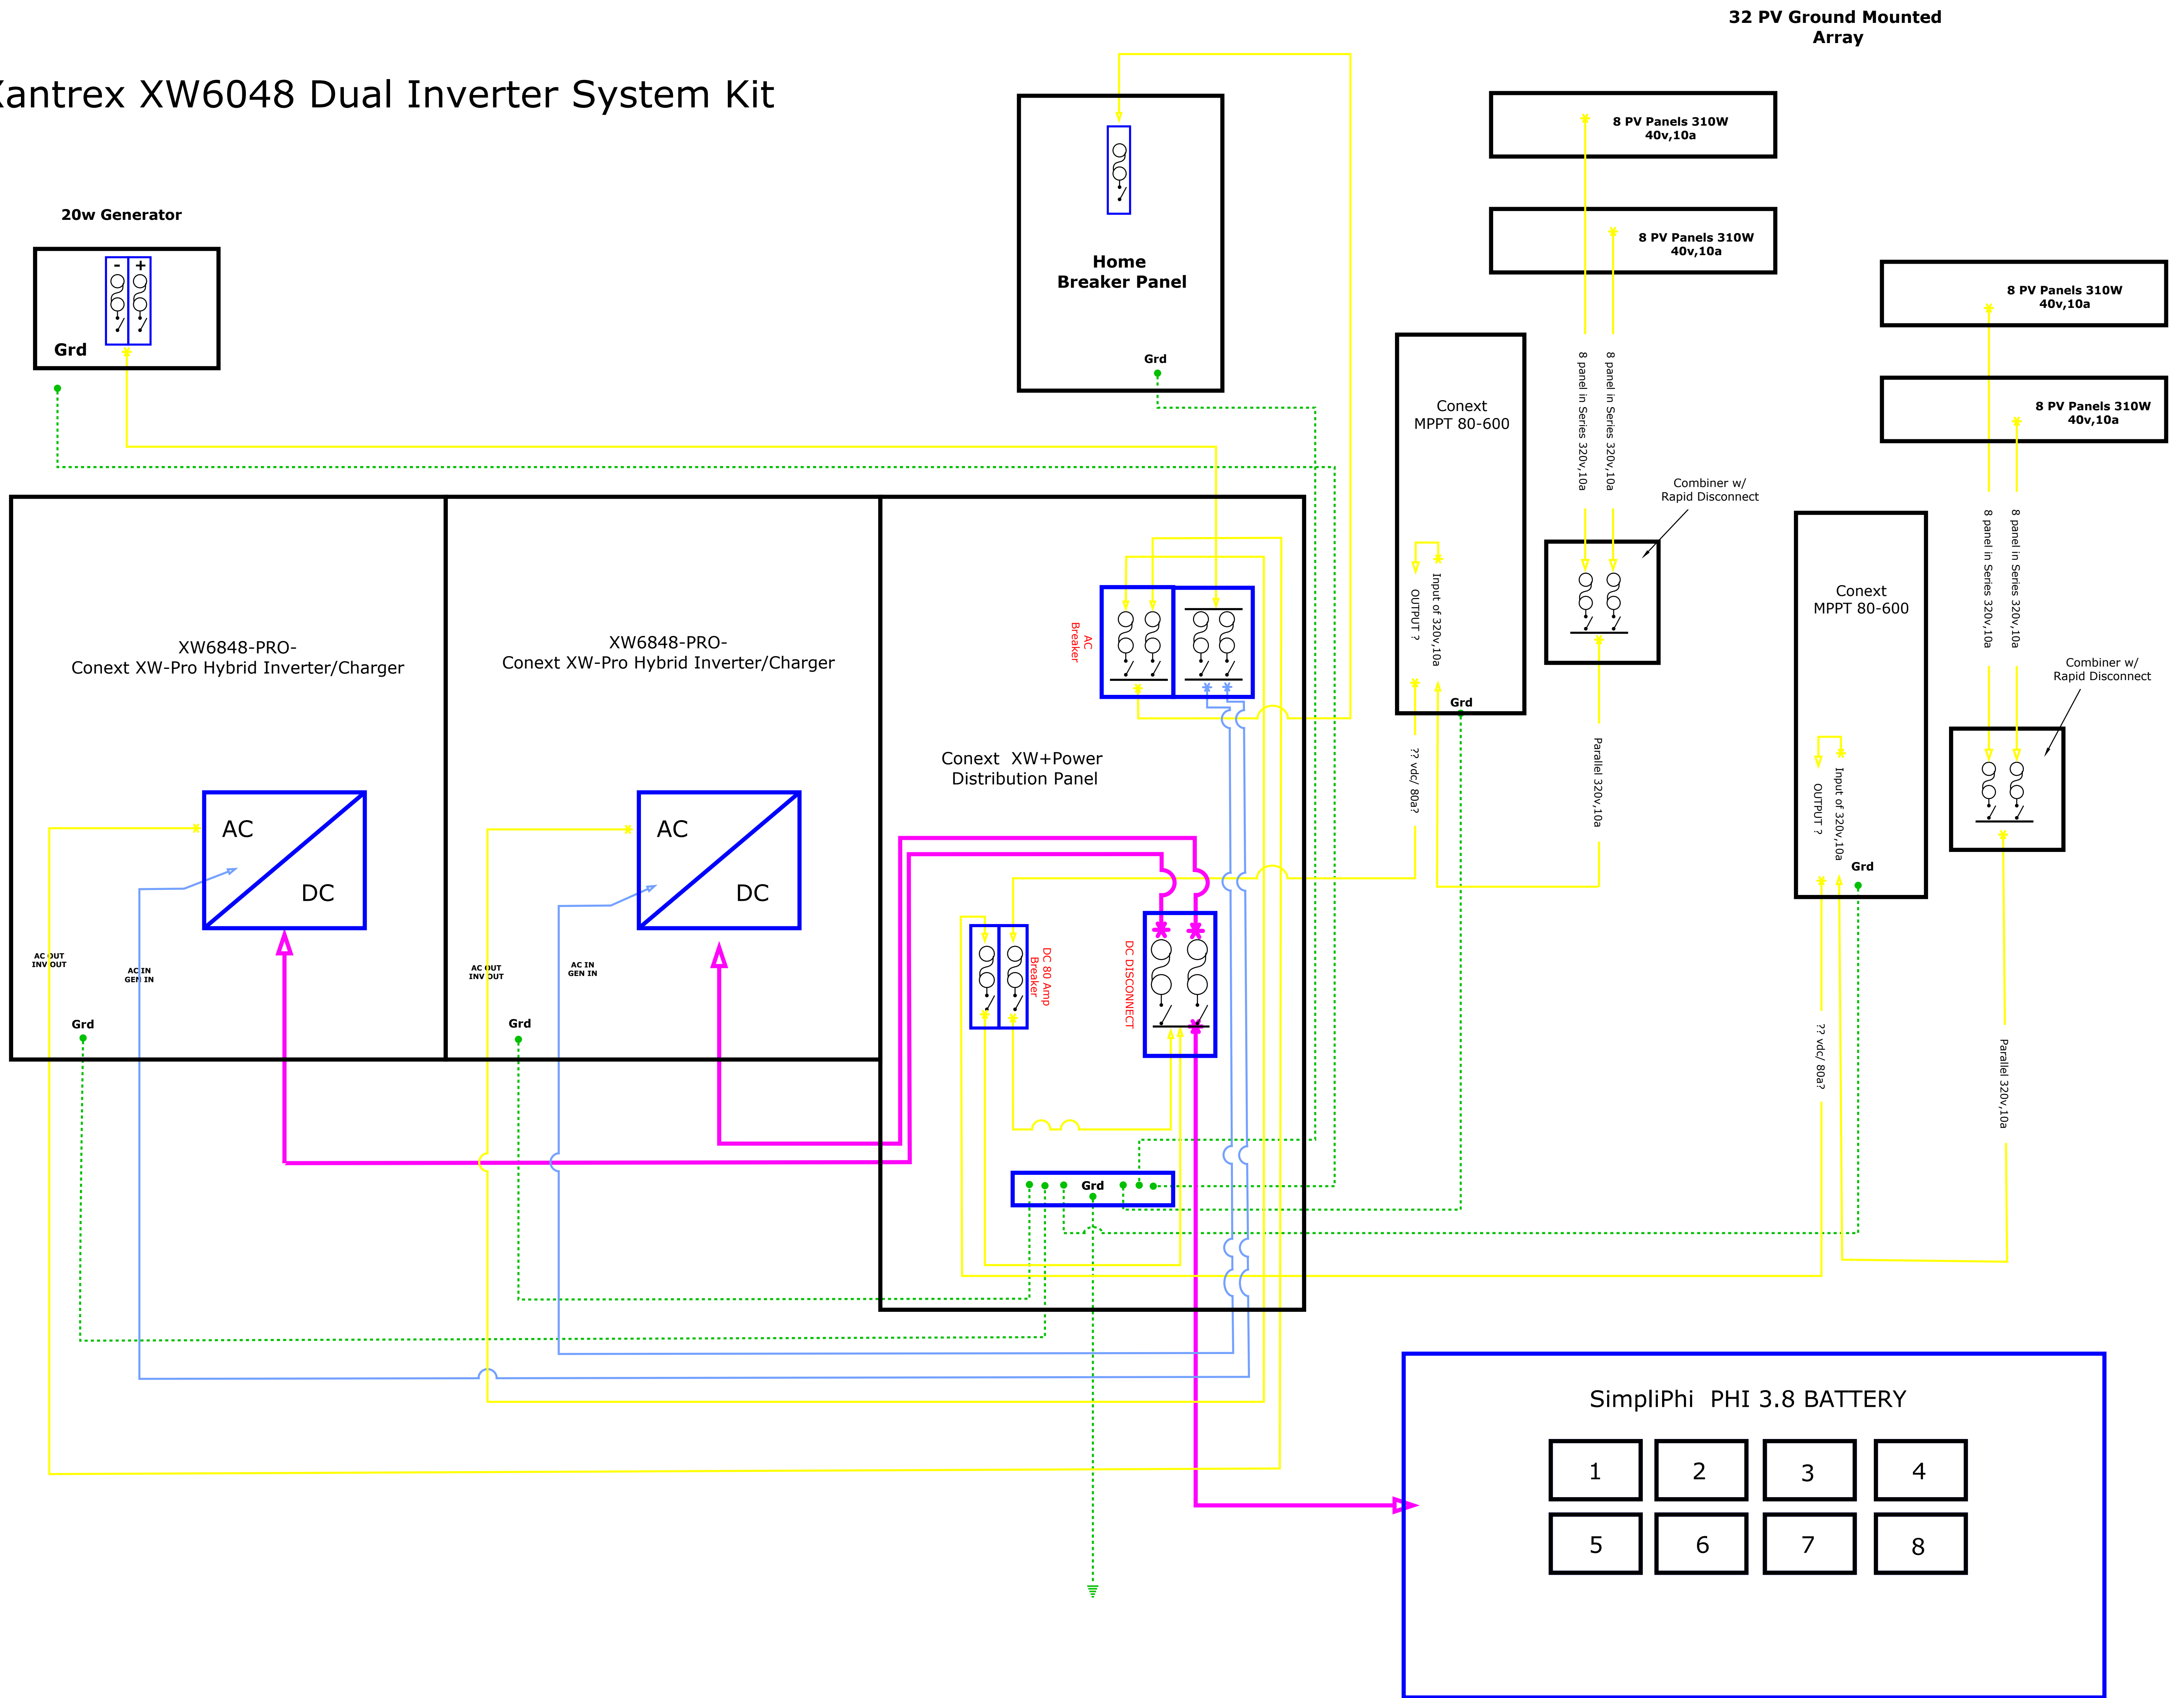 32 PV Ground Mounted
Array
Xantrex XW6048 Dual Inverter System Kit
20w Generator
- +
Grd
Home
Breaker Panel
Grd
8 PV Panels 310W
40v,10a
8 PV Panels 310W
40v,10a
8 PV Panels 310W
40v,10a
8 PV Panels 310W
40v,10a
8 panel in Series 320v,10a
8 panel in Series 320v,10a
Conext
MPPT 80-600
Combiner w/
Rapid Disconnect
Input of 320v,10a
OUTPUT ?
Grd
?? vdc/ 80a?
Parallel 320v,10a
8 panel in Series 320v,10a
8 panel in Series 320v,10a
Conext
MPPT 80-600
Combiner w/
Rapid Disconnect
Input of 320v,10a
OUTPUT ?
Grd
?? vdc/ 80a?
Parallel 320v,10a
XW6848-PRO-
Conext XW-Pro Hybrid Inverter/Charger
AC
DC
AC OUT
INV OUT
AC IN
GEN IN
Grd
XW6848-PRO-
Conext XW-Pro Hybrid Inverter/Charger
AC
DC
AC OUT
INV OUT
AC IN
GEN IN
Grd
AC
Breaker
Conext XW+Power
Distribution Panel
DC 80 Amp
Breaker
DC DISCONNECT
Grd
SimpliPhi PHI 3.8 BATTERY
1 2 3 4
5 6 7 8